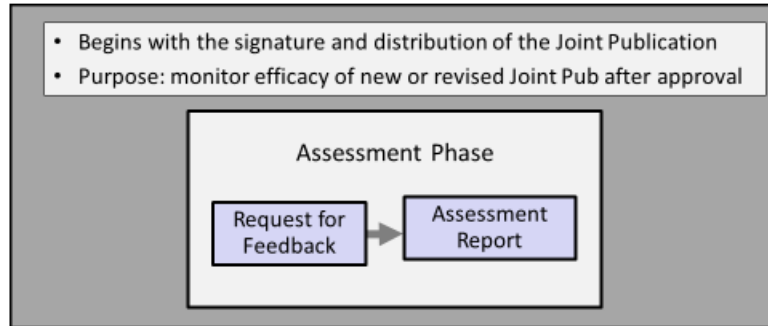 • Begins with the signature and distribution of the Joint Publication
• Purpose: monitor efficacy of new or revised Joint Pub after approval
Assessment Phase
Request for
Feedback
Assessment
Report